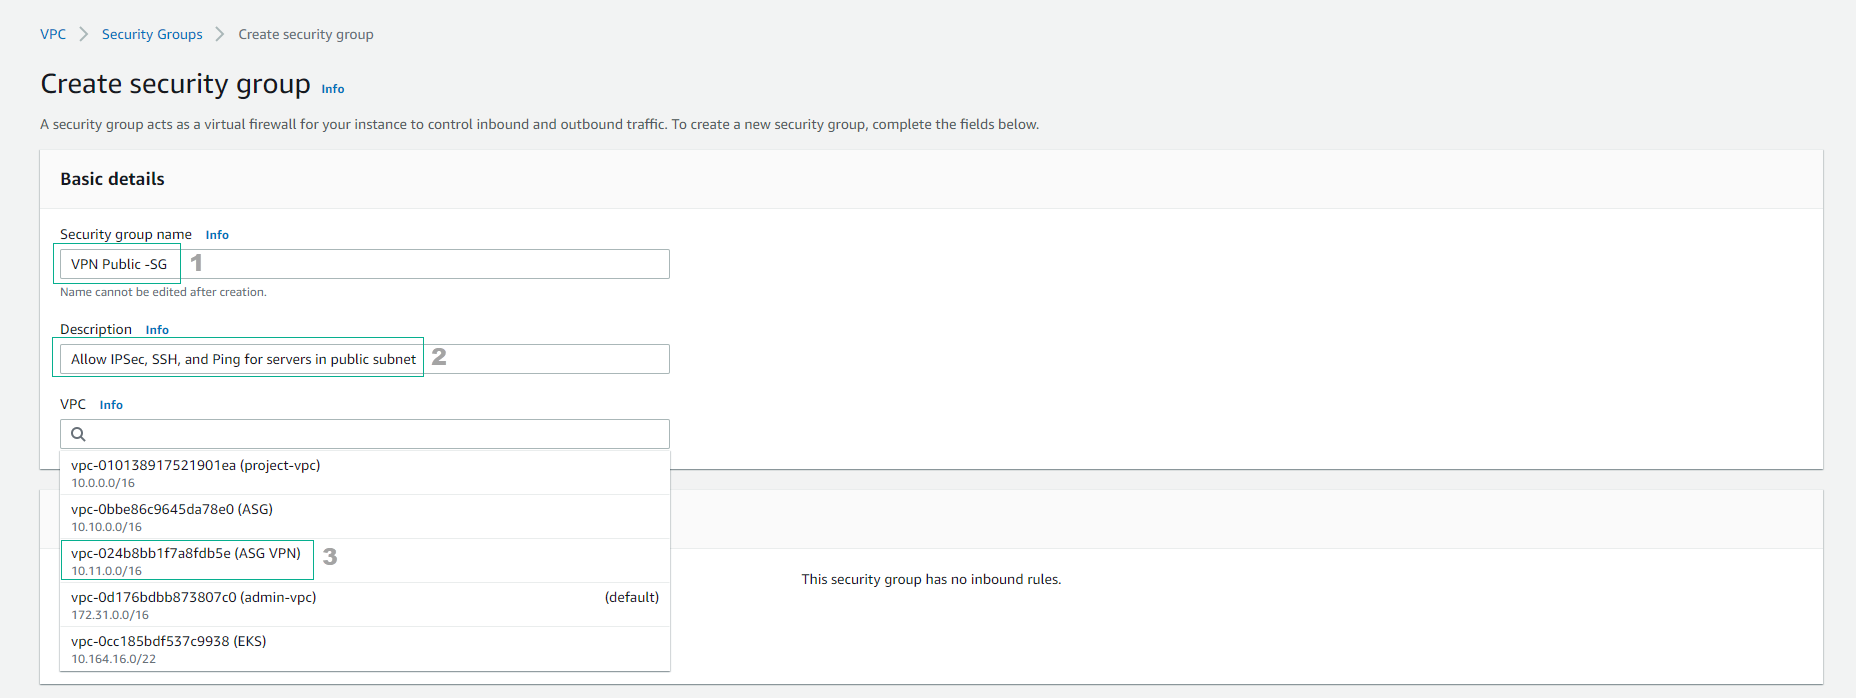 VPC > Security Groups > Create security group
Create security group Info
A security group acts as a virtual firewall for your instance to control inbound and outbound traffic. To create a new security group, complete the fields below.
Basic details
Security group name Info
VPN Public -SG 1
Name cannot be edited after creation.
Description Info
Allow IPSec, SSH, and Ping for servers in public subnet 2
VPC Info
vpc-010138917521901ea (project-vpc)
10.0.0.0/16
vpc-0bbe86c9645da78e0 (ASG)
10.10.0.0/16
vpc-024b8bb1f7a8fdb5e (ASG VPN) 3
10.11.0.0/16
This security group has no inbound rules.
vpc-0d176bdbb873807c0 (admin-vpc) (default)
172.31.0.0/16
vpc-0cc185bdf537c9938 (EKS)
10.164.16.0/22